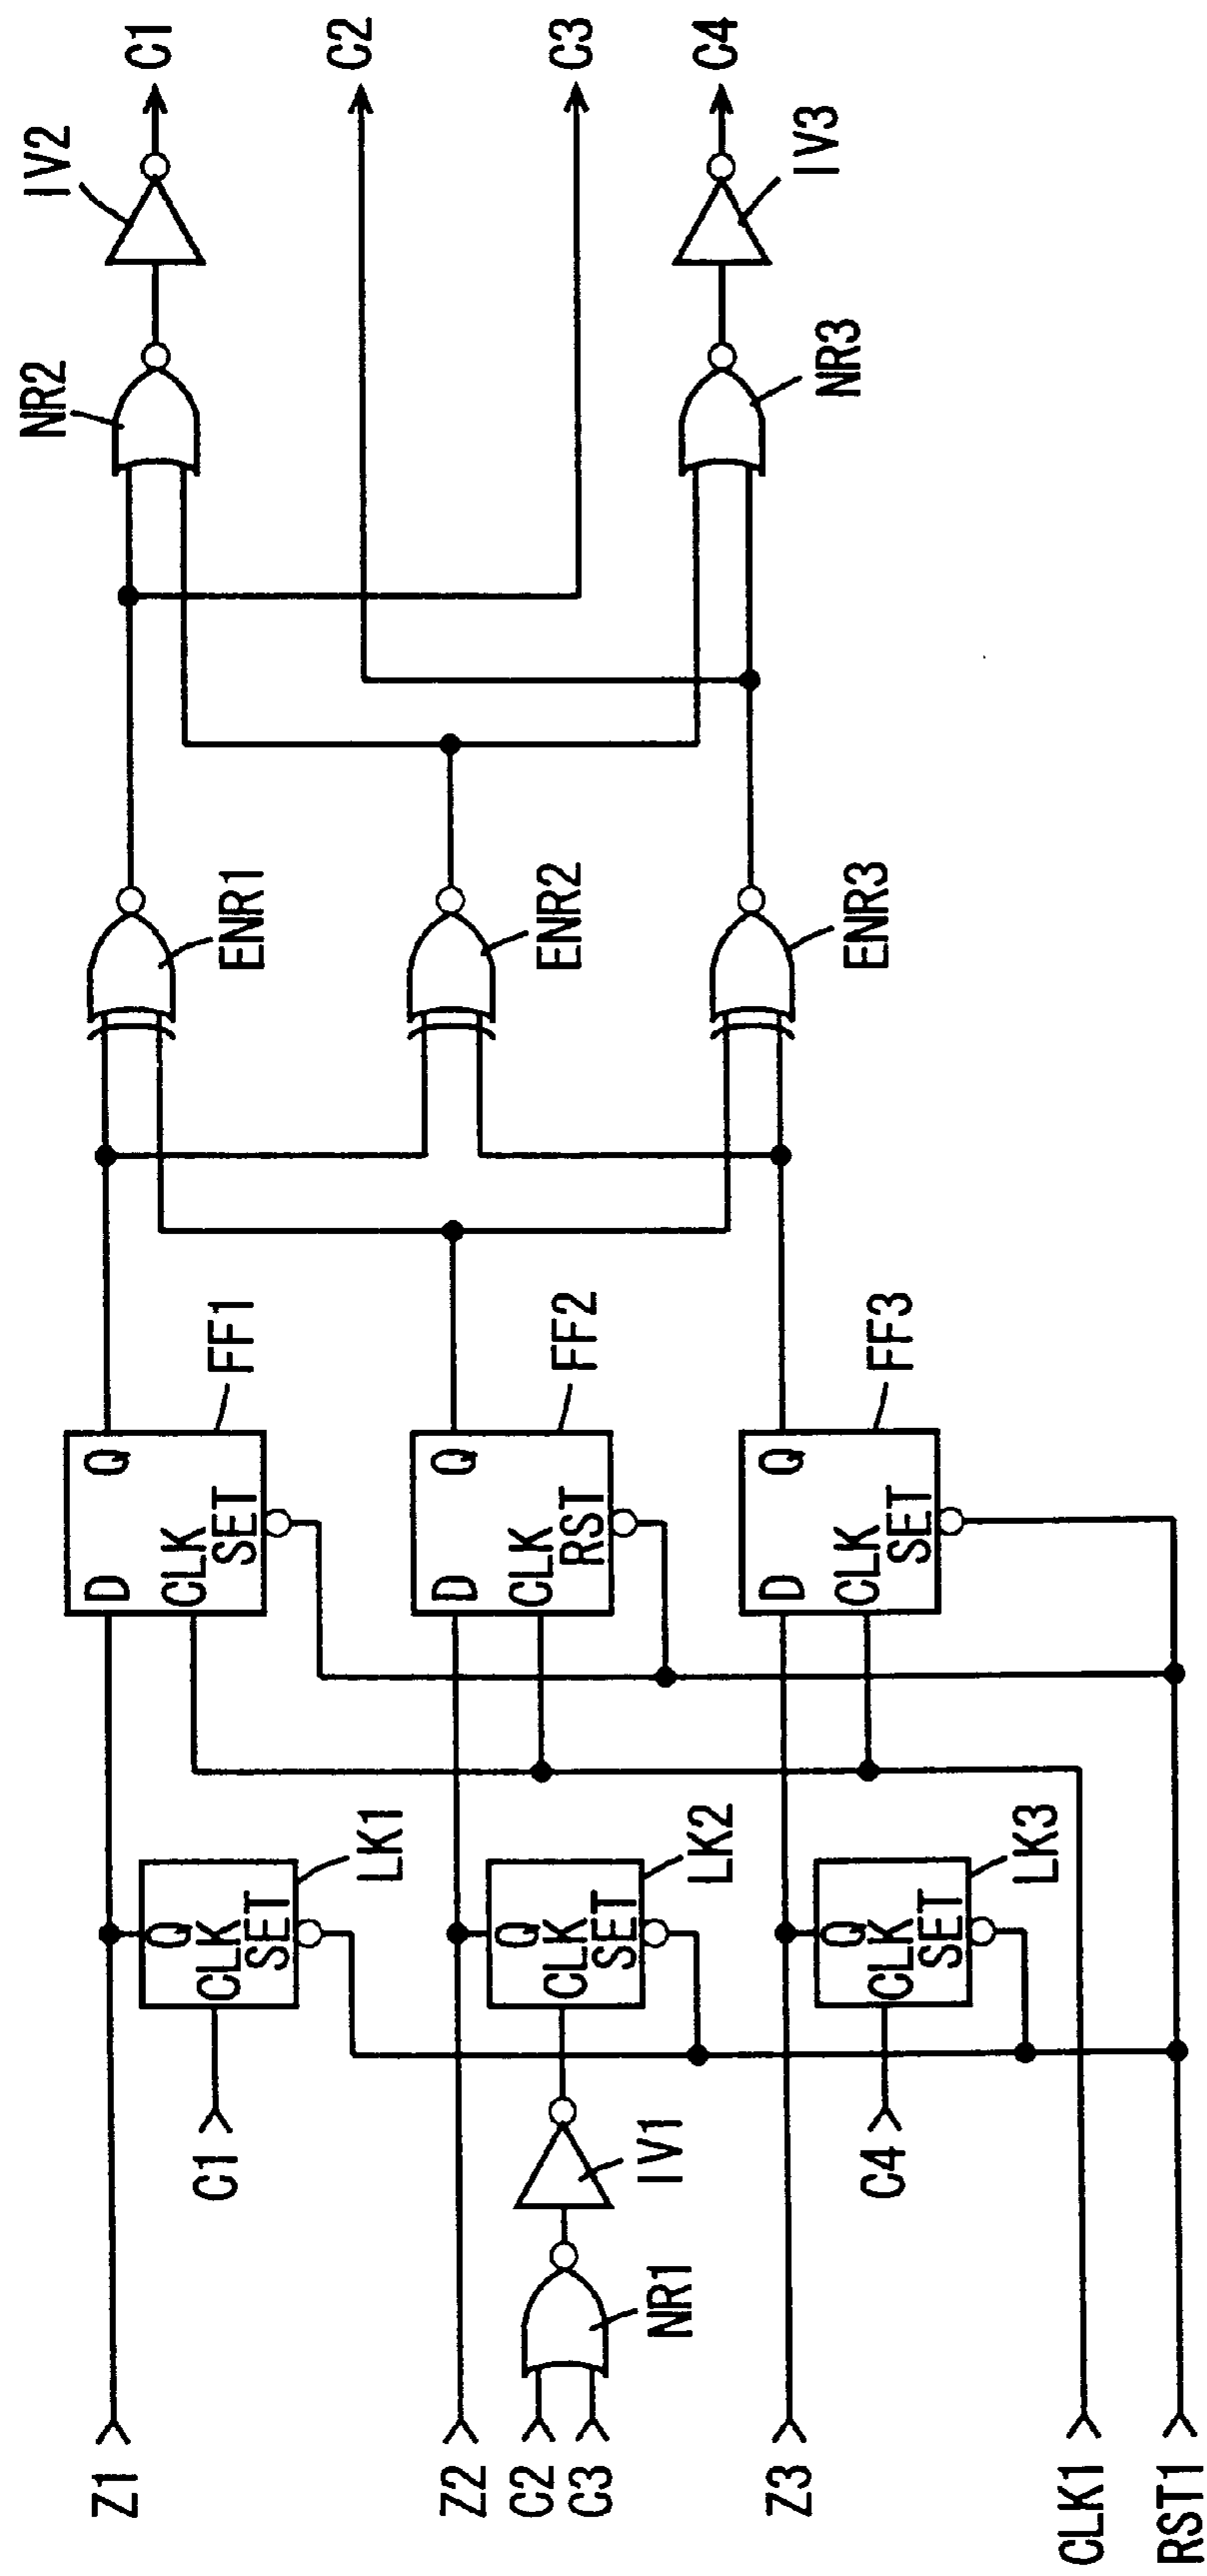 Z1
Z2
C2
C3
Z3
CLK1
RST1
NR1
IV1
C1
C4
Q
CLK
SET
LK1
Q
CLK
SET
LK2
Q
CLK
SET
LK3
D
Q
CLK
SET
FF1
D
Q
CLK
RST
FF2
D
Q
CLK
SET
FF3
ENR1
ENR2
ENR3
NR2
NR3
IV2
IV3
C1
C2
C3
C4